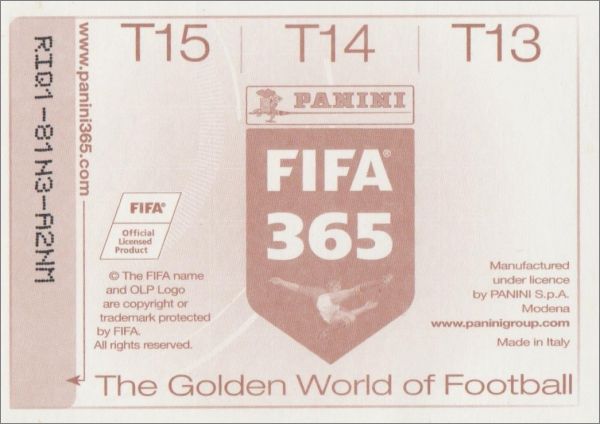 T15 T14 T13
RIQ1-81N3-A2NM
www.panini365.com
PANINI
FIFA
365
FIFA®
Official
Licensed
Product
© The FIFA name
and OLP Logo
are copyright or
trademark protected
by FIFA.
All rights reserved.
Manufactured
under licence
by PANINI S.p.A.
Modena
www.paninigroup.com
Made in Italy
The Golden World of Football